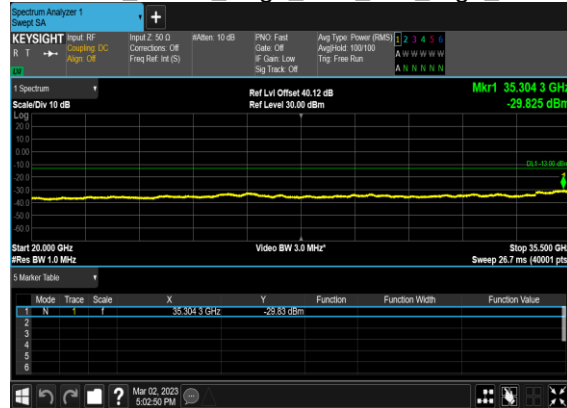 Spectrum Analyzer 1
Swept SA
+
KEYSIGHT Input: RF Input Z: 50 Ω #Atten: 10 dB PNO: Fast Avg Type: Power (RMS) 1 2 3 4 5 6
R T Coupling: DC Corrections: Off Gate: Off Avg|Hold: 100/100 A W W W W W
Align: Off Freq Ref: Int (S) IF Gain: Low Trig: Free Run
Sig Track: Off A N N N N N
1 Spectrum Ref Lvl Offset 40.12 dB Mkr1 35.304 3 GHz
Scale/Div 10 dB Ref Level 30.00 dBm -29.825 dBm
Log
20.0
10.0
0.00
-10.0 DL1 -13.00 dBm
-20.0 1
-30.0
-40.0
-50.0
-60.0
Start 20.000 GHz Video BW 3.0 MHz* Stop 35.500 GHz
#Res BW 1.0 MHz Sweep 26.7 ms (40001 pts)
5 Marker Table
Mode Trace Scale X Y Function Function Width Function Value
1 N 1 f 35.304 3 GHz -29.83 dBm
2
3
4
5
6
? Mar 02, 2023
5:02:50 PM